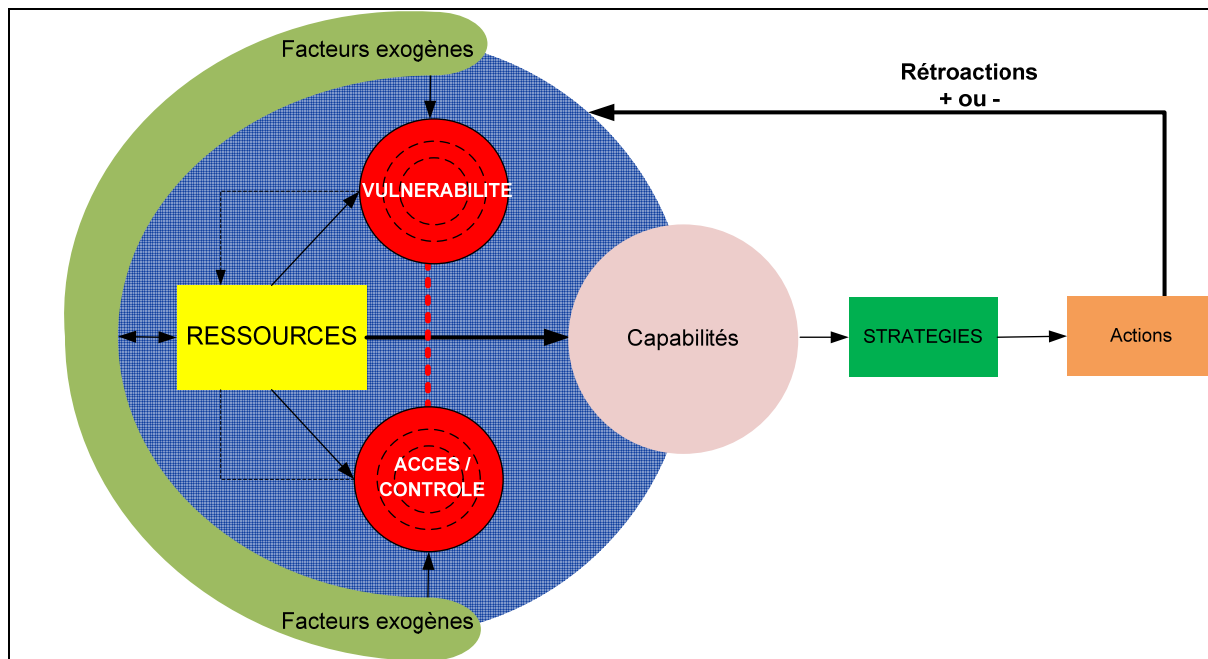 Facteurs exogènes
Rétroactions
+ ou -
VULNERABILITE
RESSOURCES
Capabilités
STRATEGIES
Actions
ACCES /
CONTROLE
Facteurs exogènes